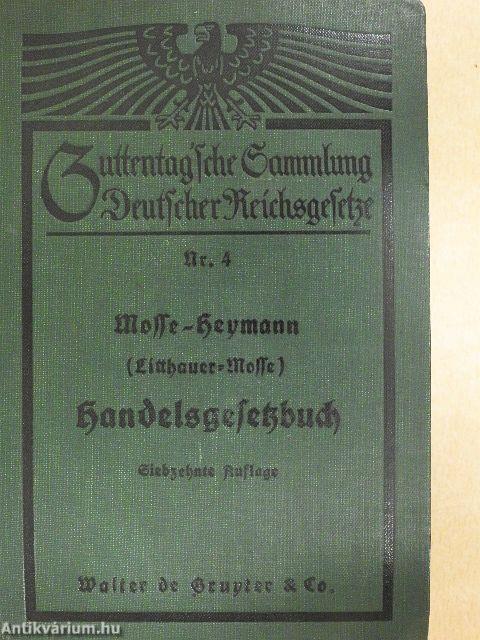 Guttentag'sche Sammlung
Deutscher Reichsgesetze
Nr. 4
Mosse-Heymann
(Litthauer-Mosse)
Handelsgesetzbuch
Siebzehnte Auflage
Walter de Gruyter & Co.
Antikvárium.hu